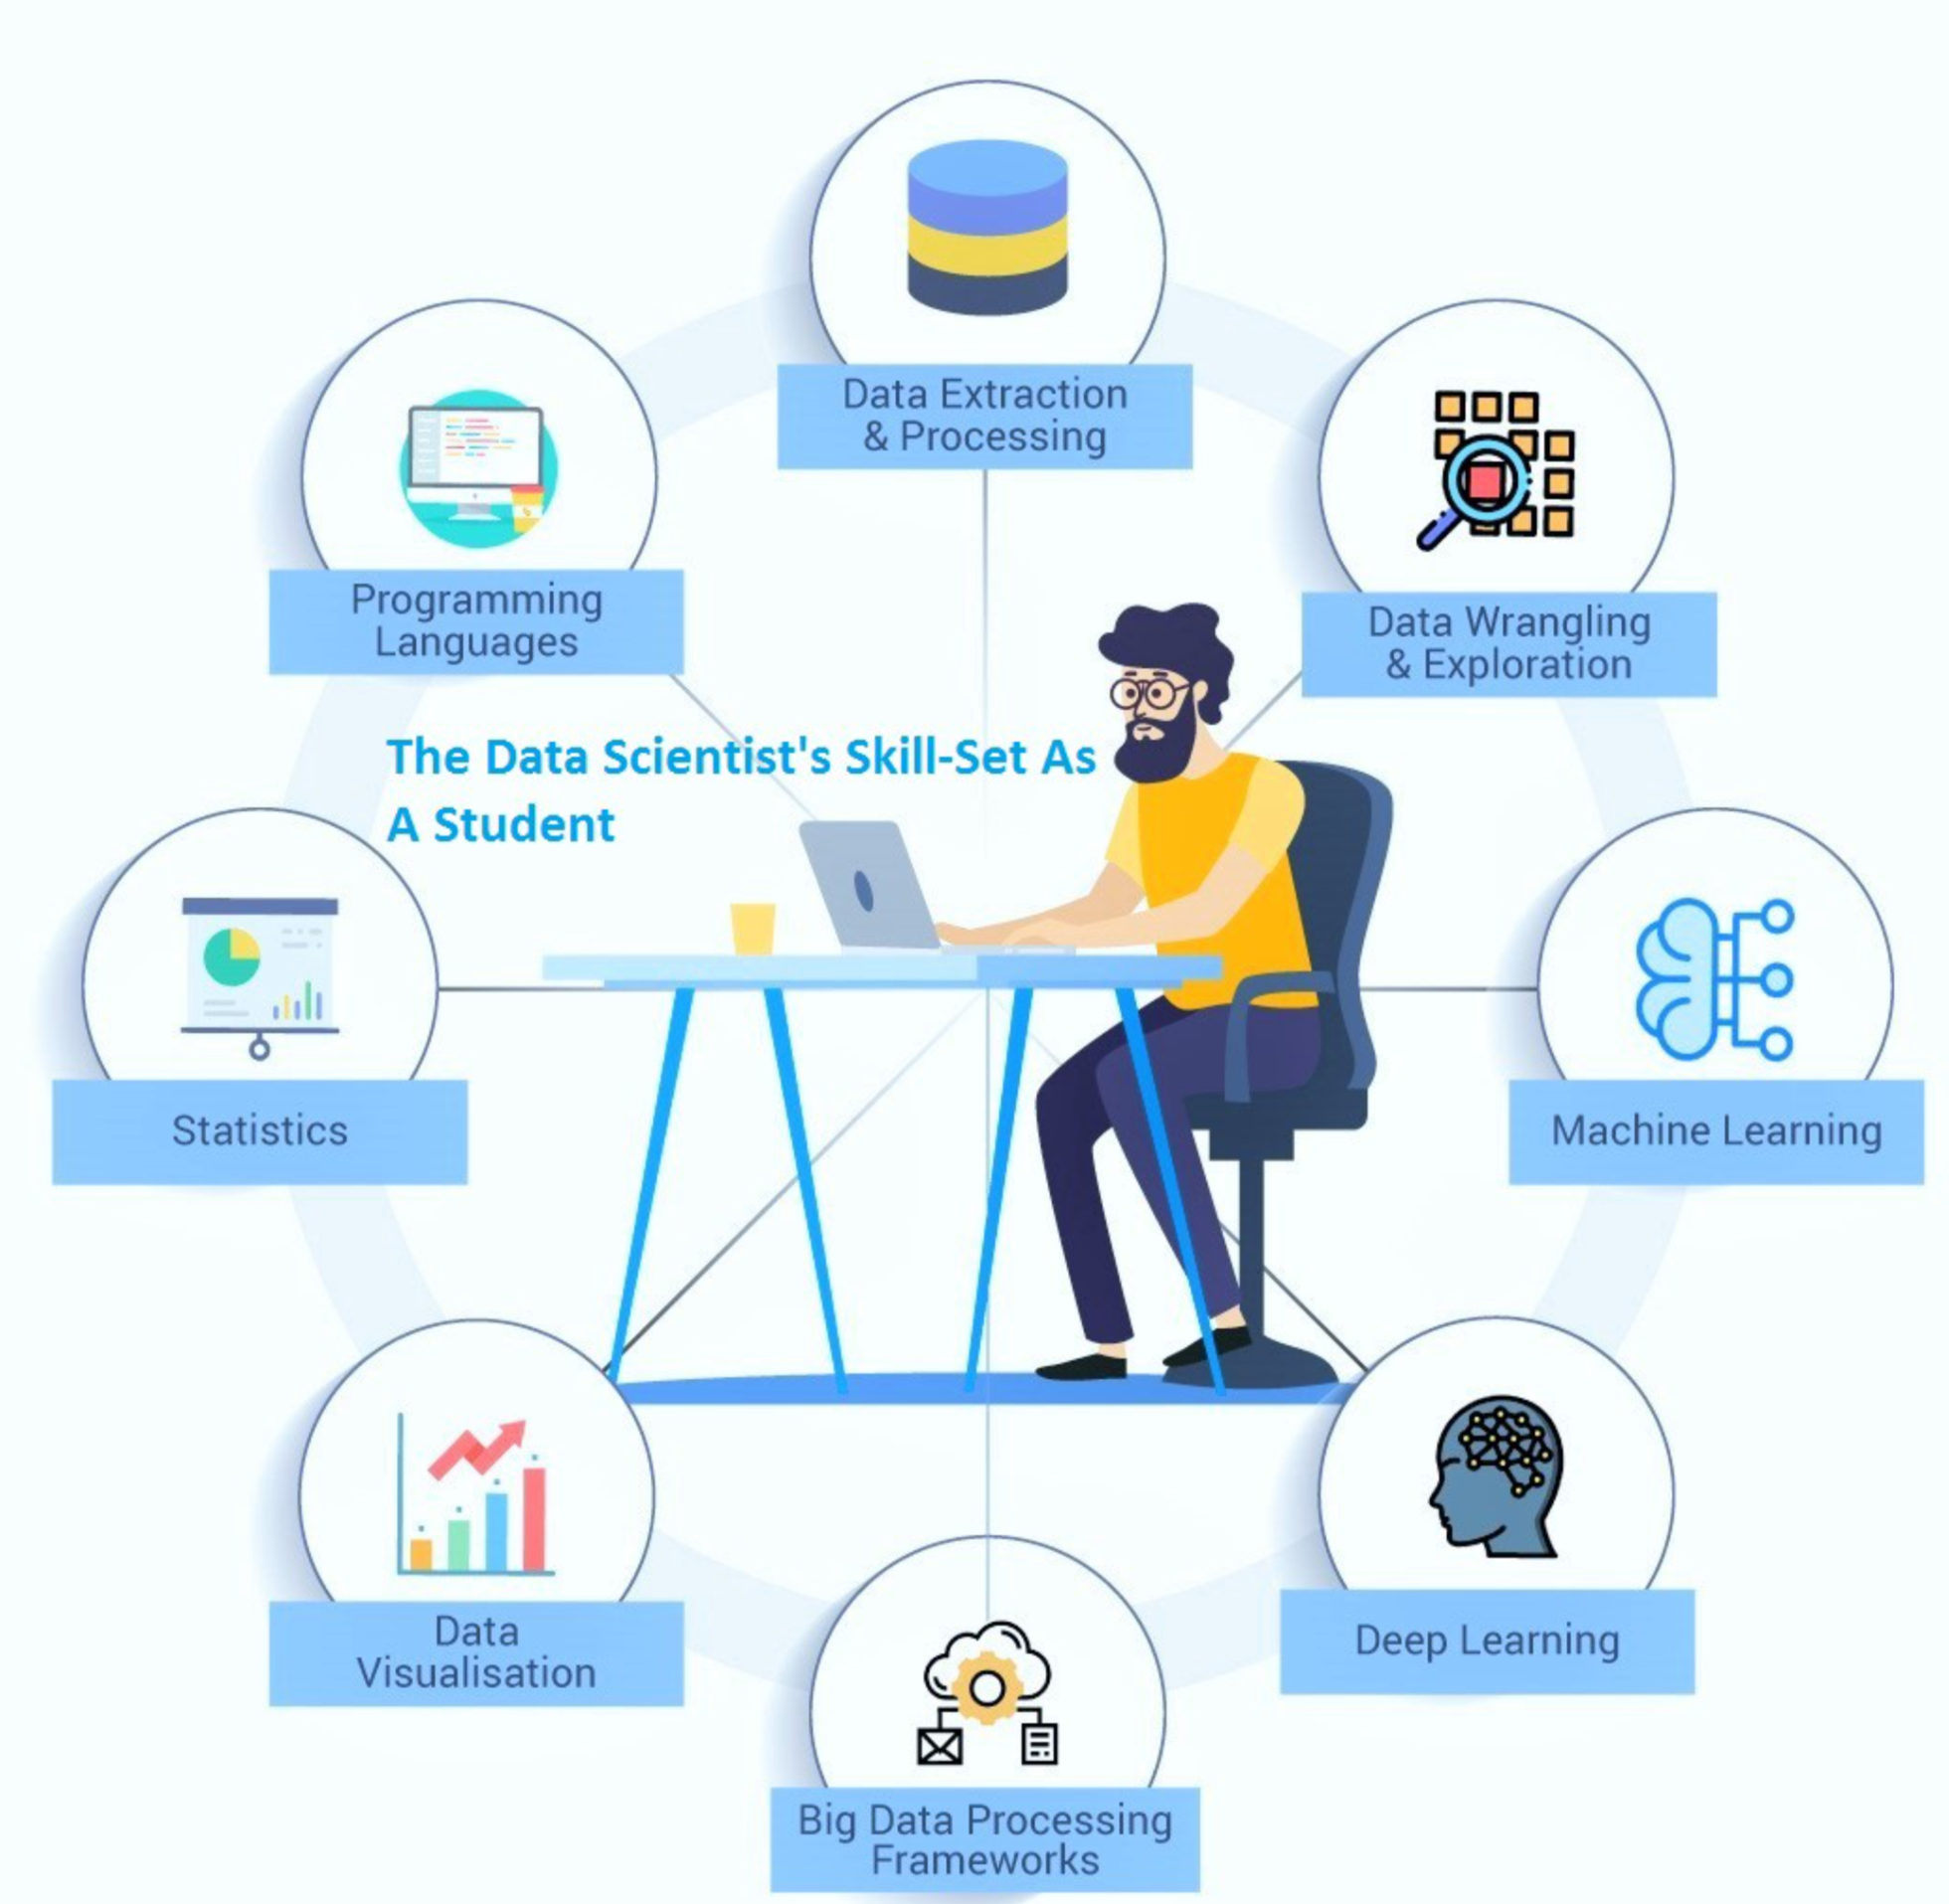 Data Extraction
& Processing
Programming
Languages
Data Wrangling
& Exploration
The Data Scientist's Skill-Set As
A Student
Statistics
Machine Learning
Data
Visualisation
Deep Learning
Big Data Processing
Frameworks